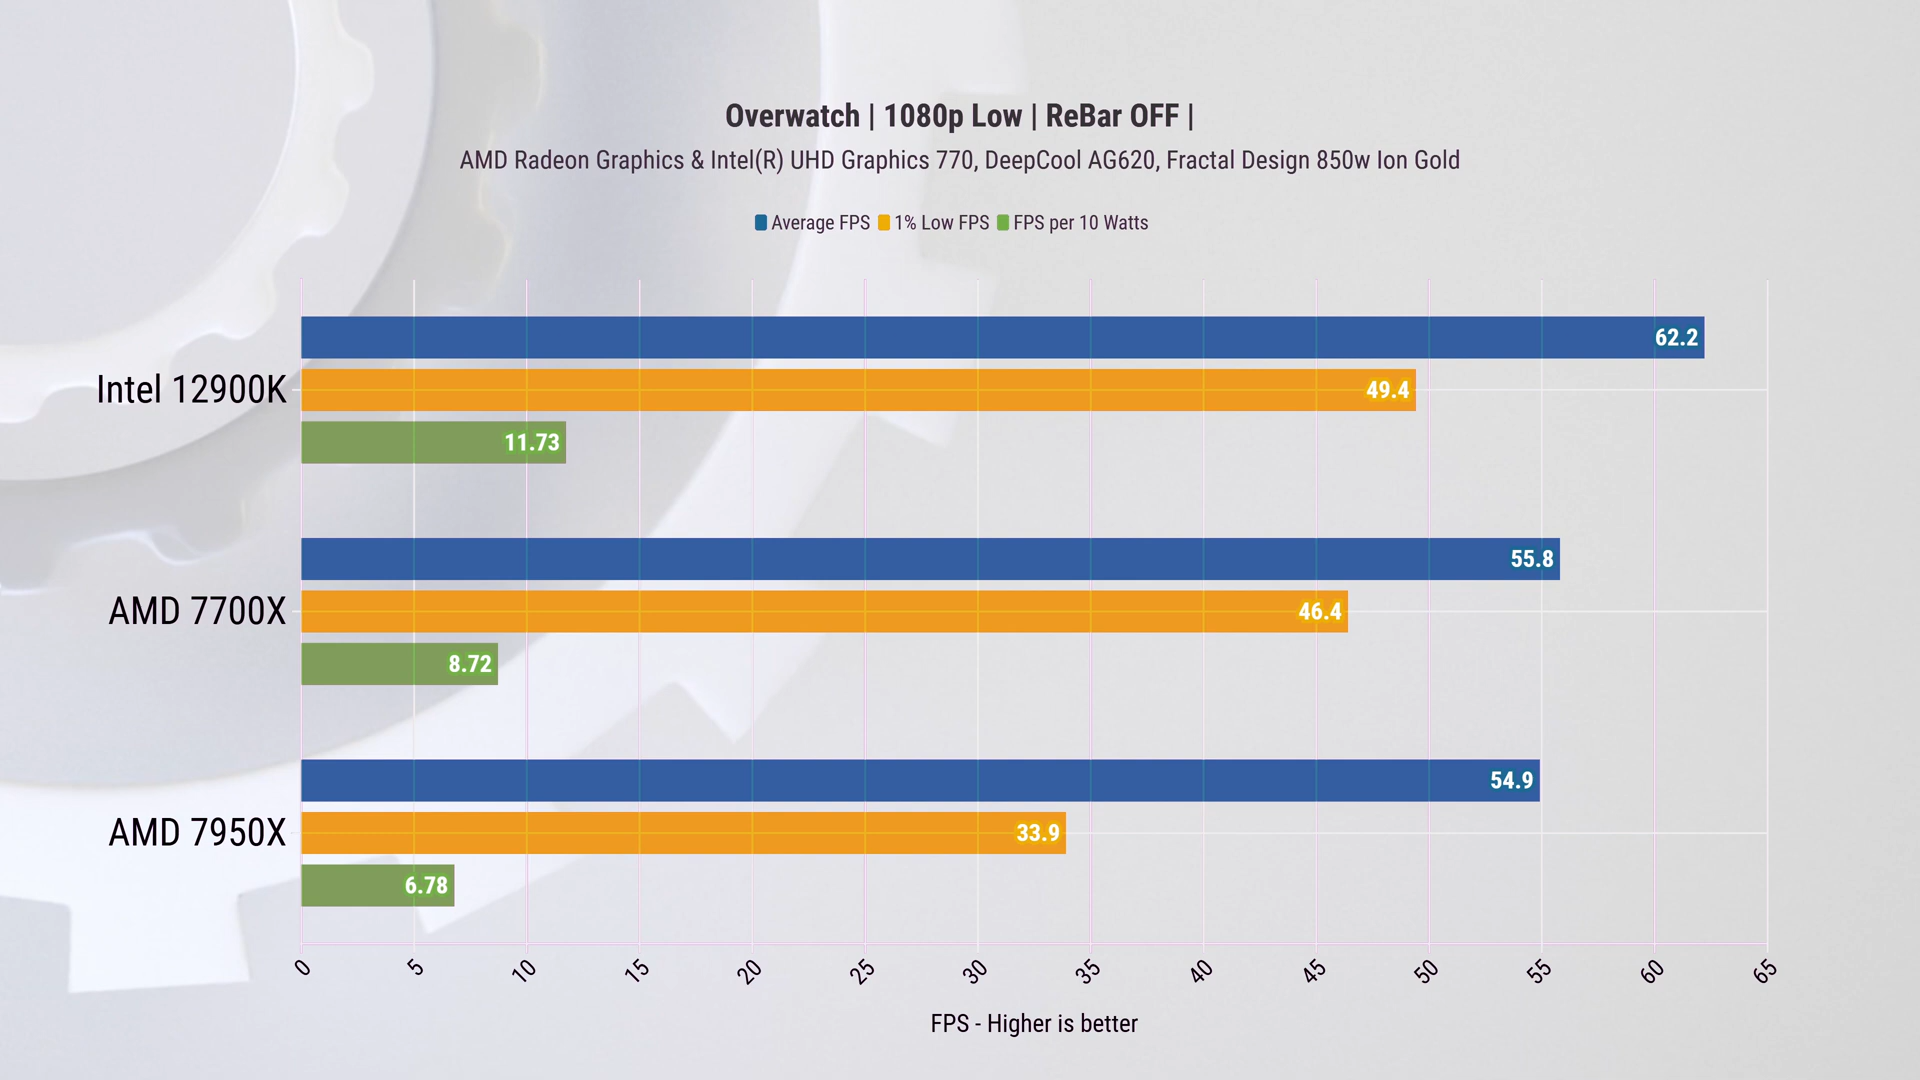 Overwatch | 1080p Low | ReBar OFF |
AMD Radeon Graphics & Intel(R) UHD Graphics 770, DeepCool AG620, Fractal Design 850w Ion Gold
Average FPS 1% Low FPS FPS per 10 Watts
62.2
Intel 12900K 49.4
11.73
55.8
AMD 7700X 46.4
8.72
54.9
AMD 7950X 33.9
6.78
0 5 10 15 20 25 30 35 40 45 50 55 60 65
FPS - Higher is better